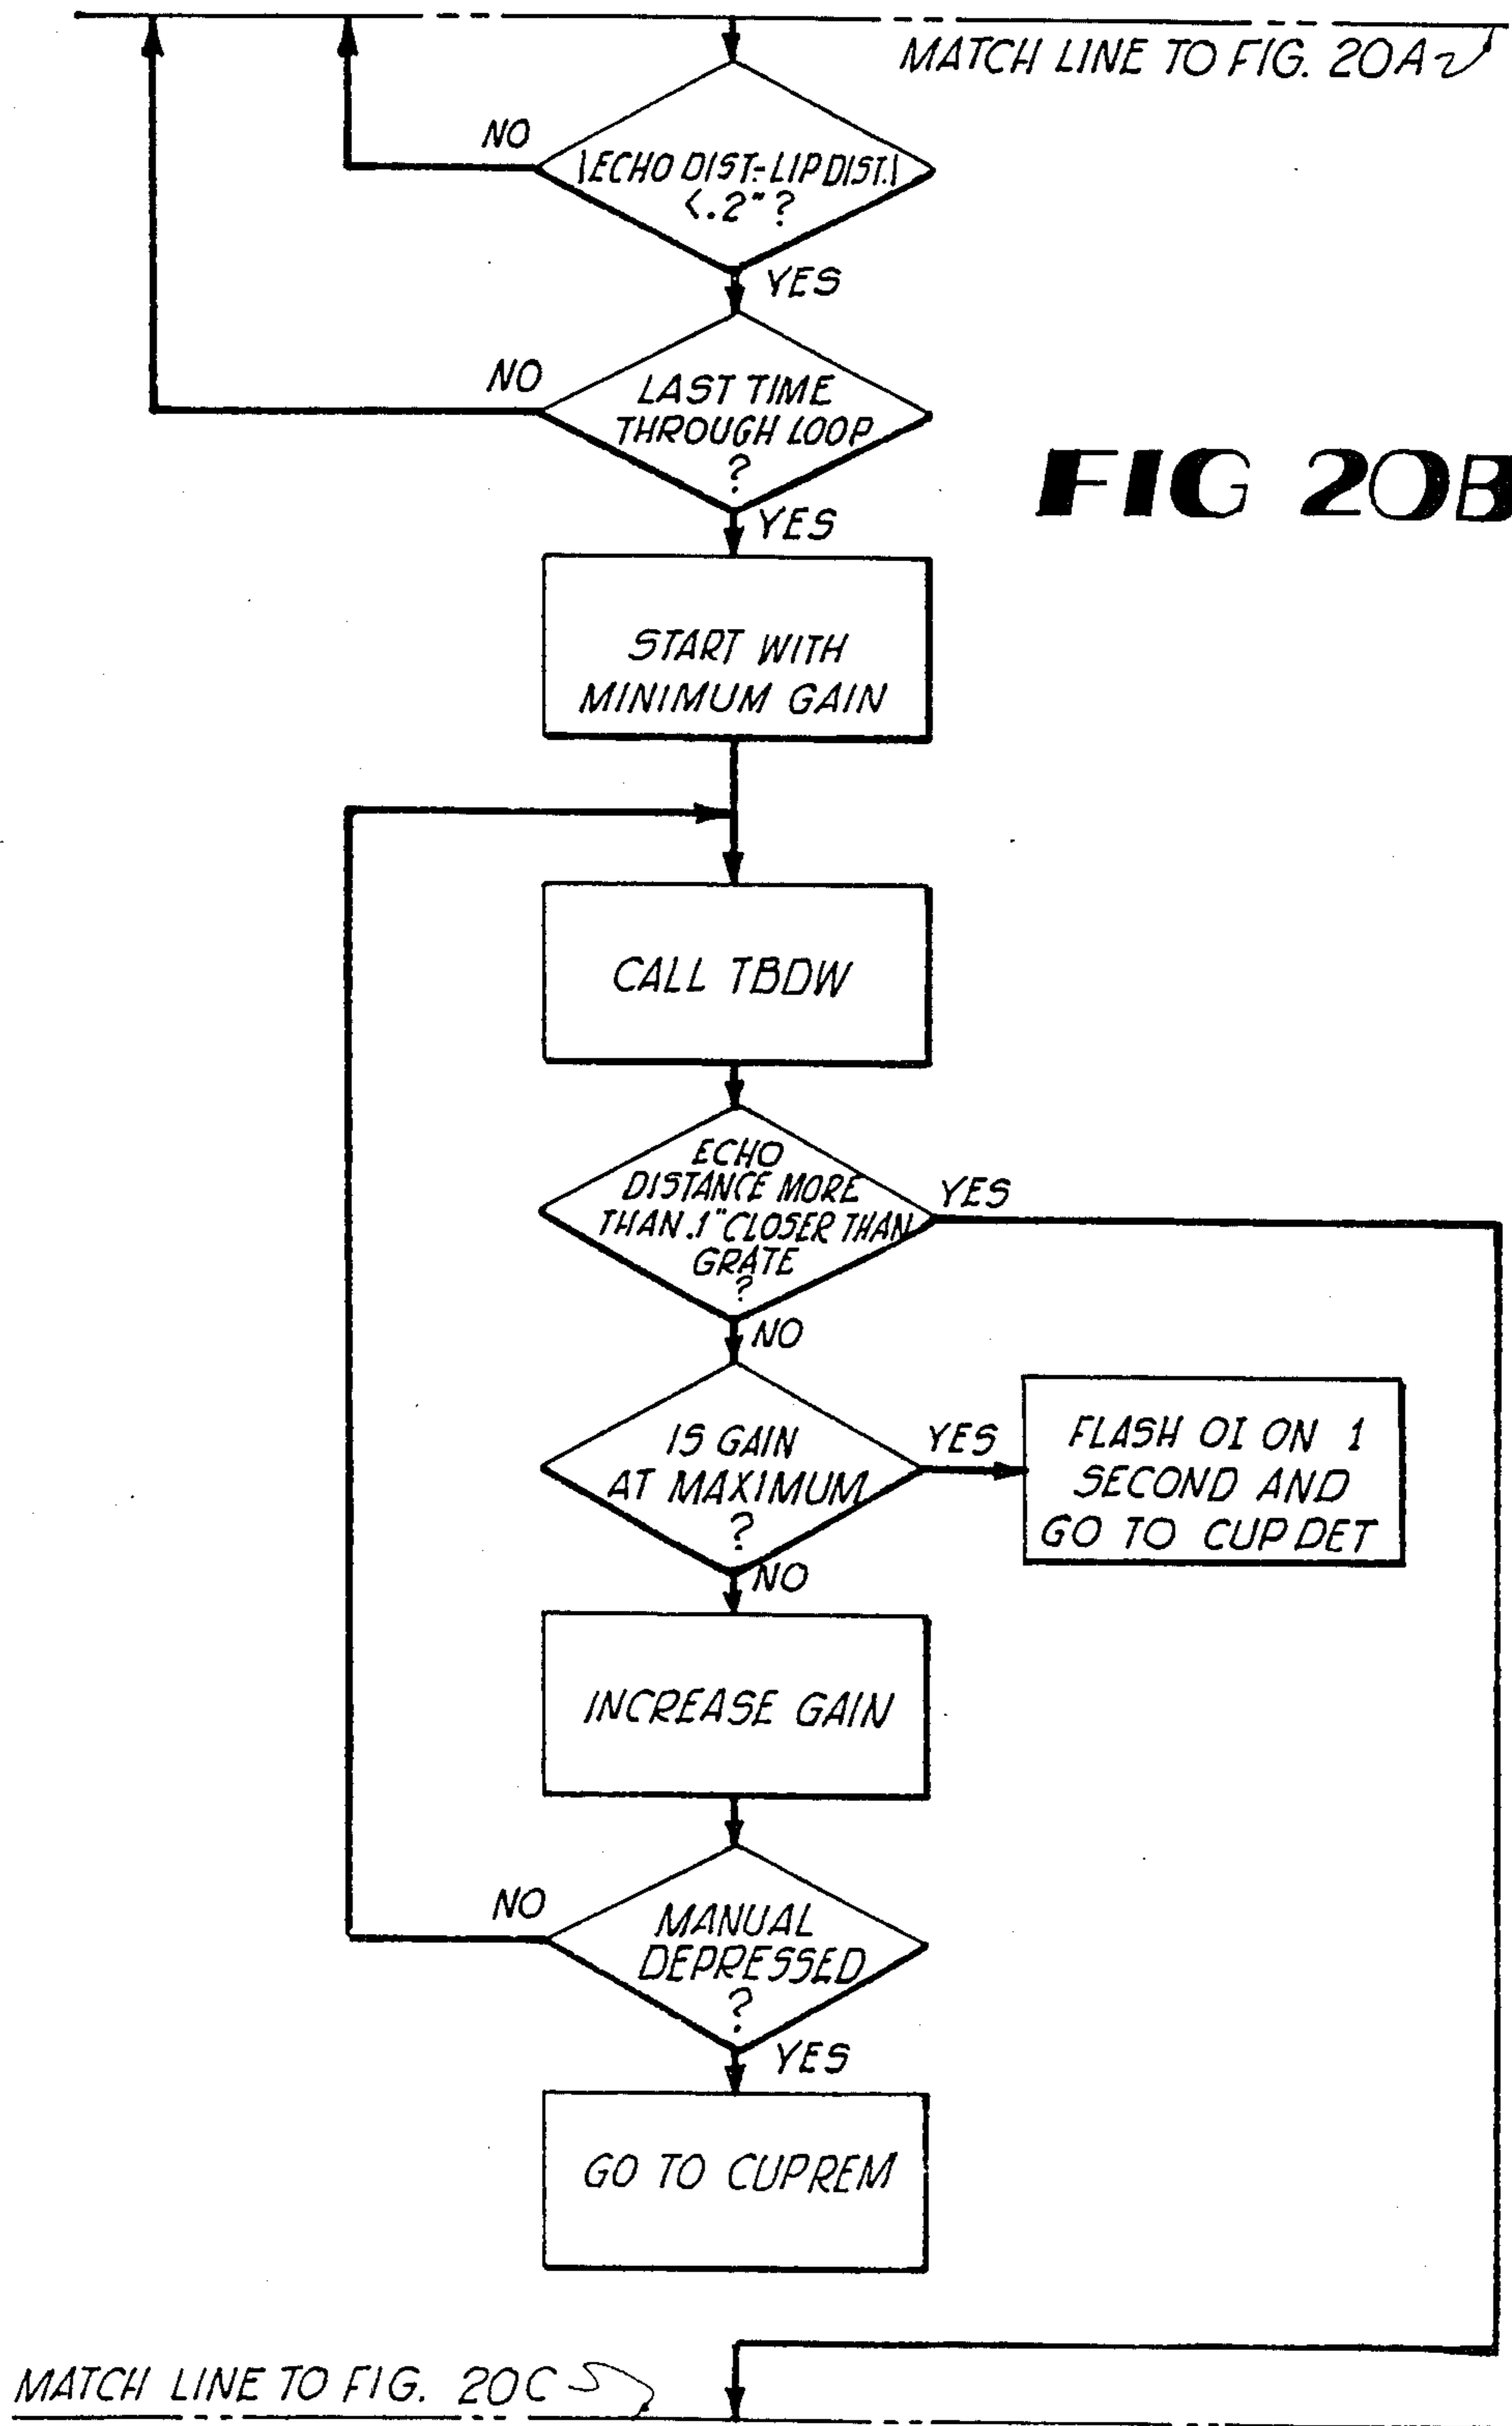 MATCH LINE TO FIG. 20A
NO
\ECHO DIST.-LIP DIST.\
<.2" ?
YES
NO
LAST TIME
THROUGH LOOP
?
FIG 20B
YES
START WITH
MINIMUM GAIN
CALL TBDW
ECHO
DISTANCE MORE
THAN .1" CLOSER THAN
GRATE
?
YES
NO
IS GAIN
AT MAXIMUM
?
YES
FLASH OI ON 1
SECOND AND
GO TO CUPDET
NO
INCREASE GAIN
NO
MANUAL
DEPRESSED
?
YES
GO TO CUPREM
MATCH LINE TO FIG. 20C